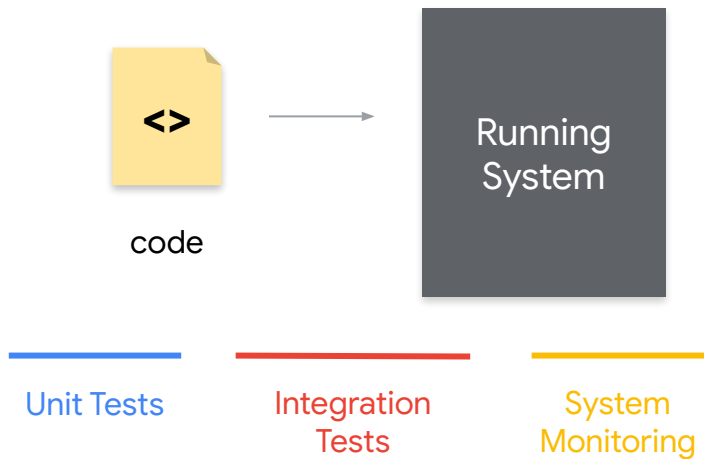 <>
code
Running
System
Unit Tests
Integration
Tests
System
Monitoring